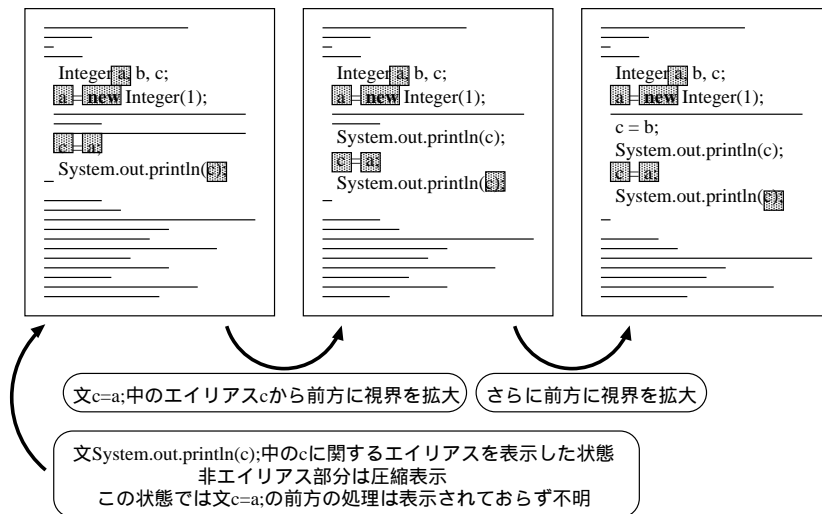 Integer a, b, c;
a = new Integer(1);
c = a;
System.out.println(c);
Integer a, b, c;
a = new Integer(1);
System.out.println(c);
c = a;
System.out.println(c);
Integer a, b, c;
a = new Integer(1);
c = b;
System.out.println(c);
c = a;
System.out.println(c);
文c=a;中のエイリアスcから前方に視界を拡大
さらに前方に視界を拡大
文System.out.println(c);中のcに関するエイリアスを表示した状態
非エイリアス部分は圧縮表示
この状態では文c=a;の前方の処理は表示されておらず不明